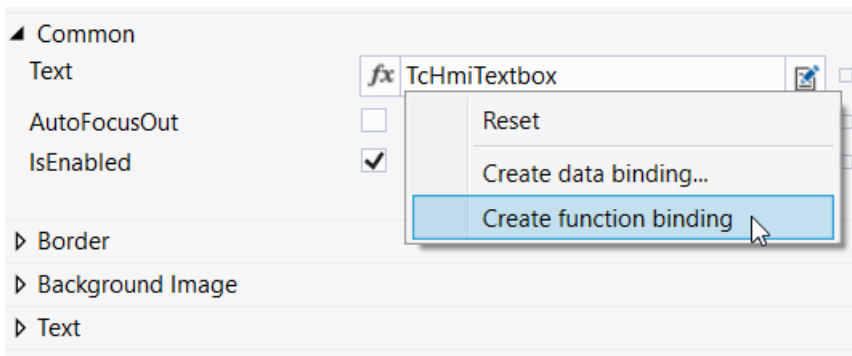 Common
Text
fx TcHmiTextbox
AutoFocusOut
Reset
IsEnabled
Create data binding...
Create function binding
Border
Background Image
Text